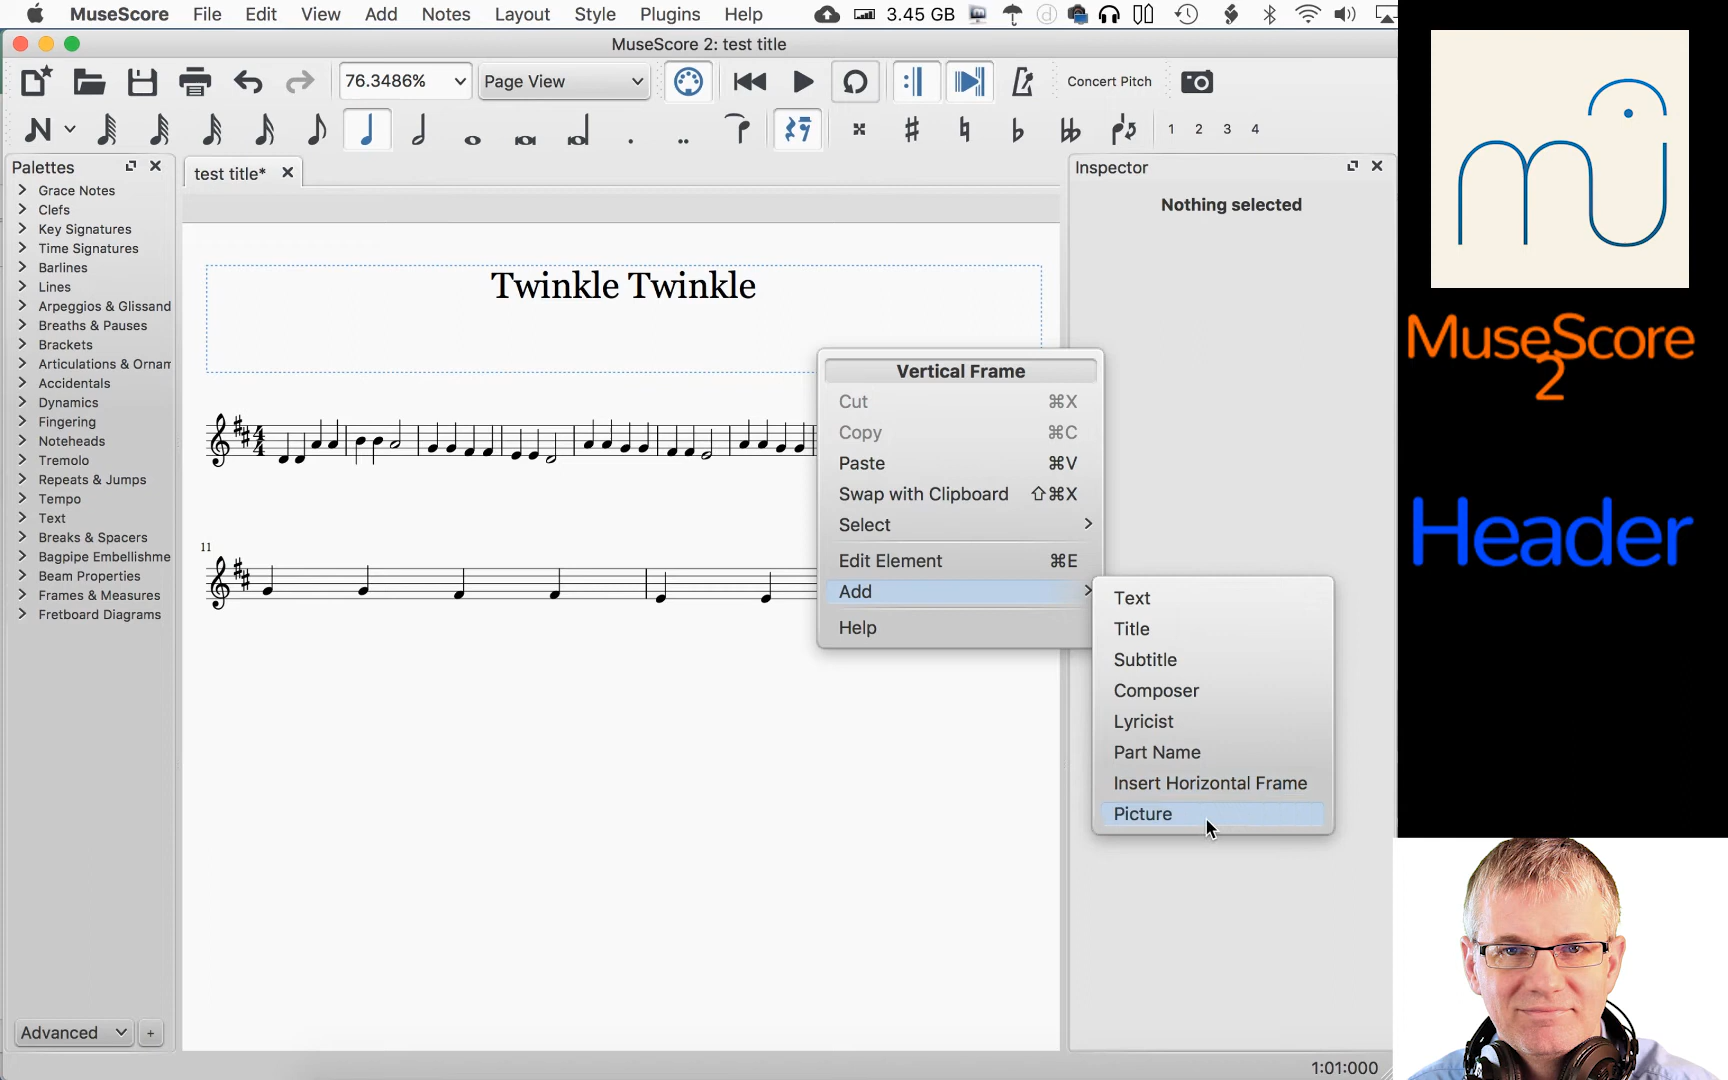 MuseScore File Edit View Add Notes Layout Style Plugins Help 3.45 GB
MuseScore 2: test title
76.3486% Page View Concert Pitch
1 2 3 4
Palettes
Grace Notes
Clefs
Key Signatures
Time Signatures
Barlines
Lines
Arpeggios & Glissand
Breaths & Pauses
Brackets
Articulations & Ornam
Accidentals
Dynamics
Fingering
Noteheads
Tremolo
Repeats & Jumps
Tempo
Text
Breaks & Spacers
Bagpipe Embellishme
Beam Properties
Frames & Measures
Fretboard Diagrams
Advanced +
test title*
Twinkle Twinkle
11
Vertical Frame
Cut ⌘X
Copy ⌘C
Paste ⌘V
Swap with Clipboard ⇧⌘X
Select
Edit Element ⌘E
Add
Help
Text
Title
Subtitle
Composer
Lyricist
Part Name
Insert Horizontal Frame
Picture
Inspector
Nothing selected
1:01:000
mu
MuseScore
2
Header